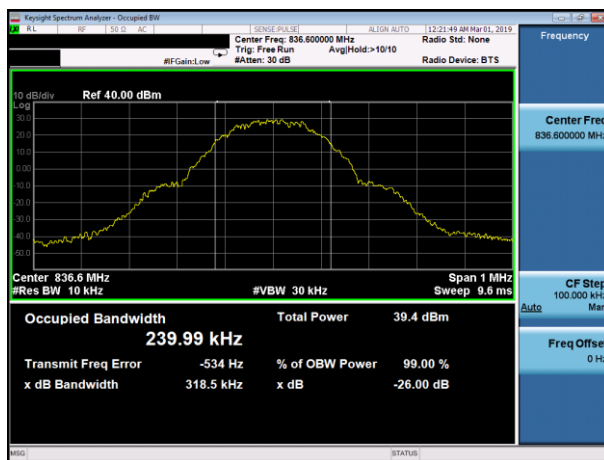 Keysight Spectrum Analyzer - Occupied BW
RL RF 50 Ω AC SENSE:PULSE ALIGN AUTO 12:21:49 AM Mar 01, 2019
Center Freq: 836.600000 MHz Radio Std: None
Trig: Free Run Avg|Hold:>10/10
#IFGain:Low #Atten: 30 dB Radio Device: BTS
Frequency
10 dB/div Ref 40.00 dBm
Log
30.0
20.0
10.0
0.00
-10.0
-20.0
-30.0
-40.0
-50.0
Center Freq
836.600000 MHz
Center 836.6 MHz Span 1 MHz
#Res BW 10 kHz #VBW 30 kHz Sweep 9.6 ms
CF Step
100.000 kHz
Auto Man
Occupied Bandwidth Total Power 39.4 dBm
239.99 kHz
Transmit Freq Error -534 Hz % of OBW Power 99.00 %
x dB Bandwidth 318.5 kHz x dB -26.00 dB
Freq Offset
0 Hz
MSG STATUS